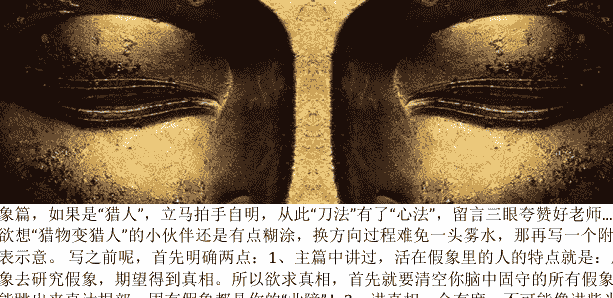 象篇，如果是“猎人”，立马拍手自明，从此“刀法”有了“心法”，留言三眼夸赞好老师…
欲想“猎物变猎人”的小伙伴还是有点糊涂，换方向过程难免一头雾水，那再写一个附
表示意。 写之前呢，首先明确两点：1、主篇中讲过，活在假象里的人的特点就是：
象去研究假象，期望得到真相。所以欲求真相，首先就要清空你脑中固守的所有假象